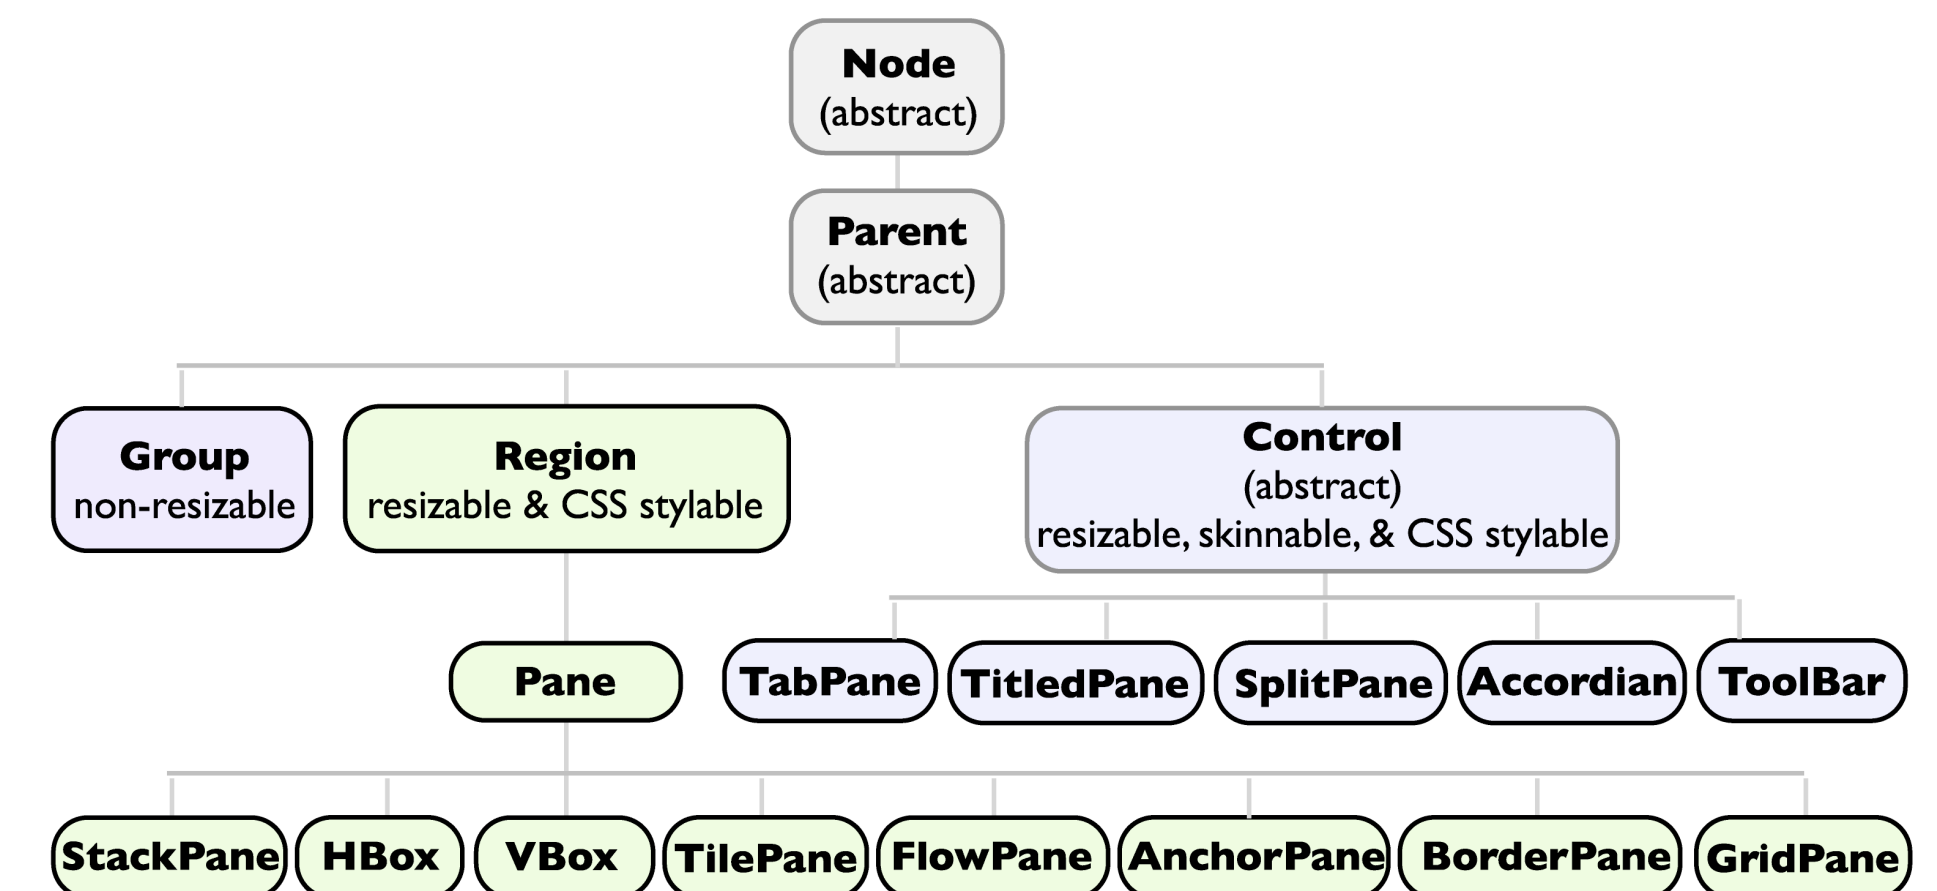 Node
(abstract)
Parent
(abstract)
Group
non-resizable
Region
resizable & CSS stylable
Control
(abstract)
resizable, skinnable, & CSS stylable
Pane
TabPane
TitledPane
SplitPane
Accordian
ToolBar
StackPane
HBox
VBox
TilePane
FlowPane
AnchorPane
BorderPane
GridPane